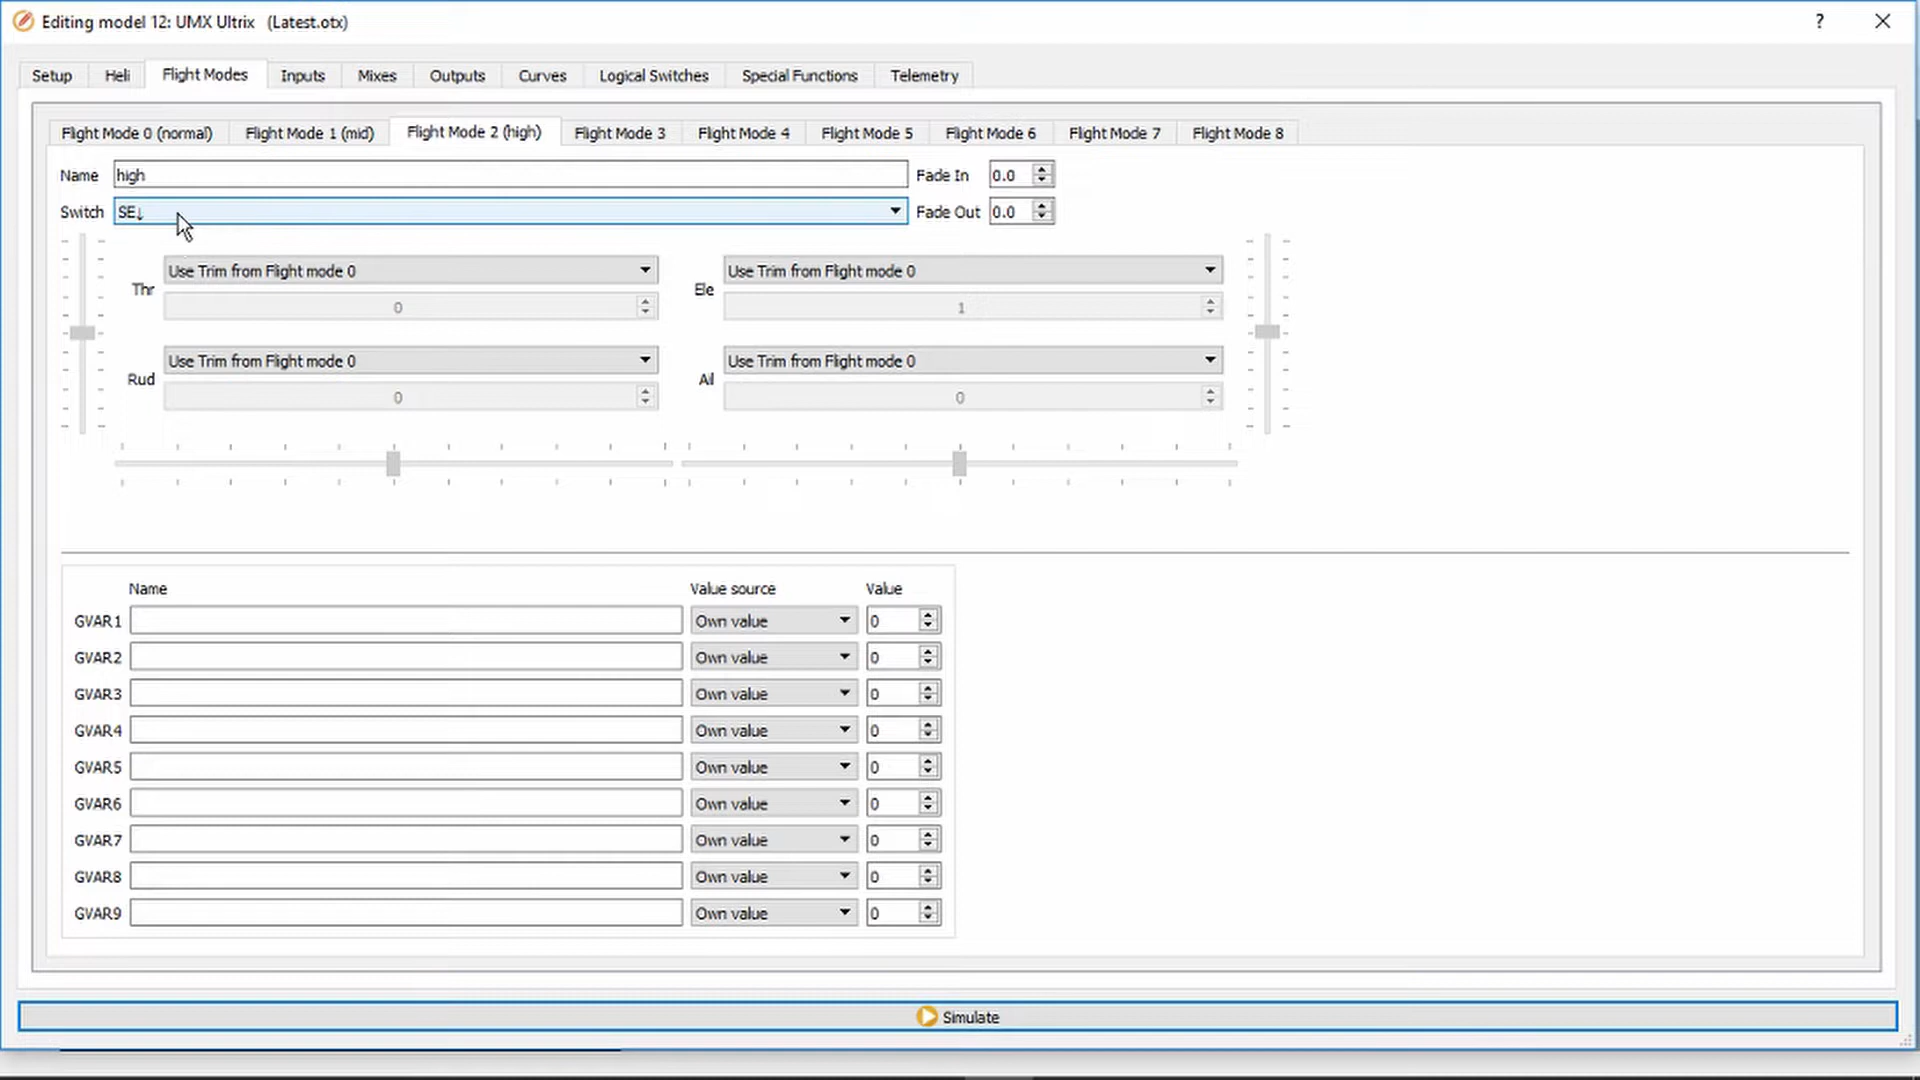 Editing model 12: UMX Ultrix (Latest.otx)
?
Setup Heli Flight Modes Inputs Mixes Outputs Curves Logical Switches Special Functions Telemetry
Flight Mode 0 (normal) Flight Mode 1 (mid) Flight Mode 2 (high) Flight Mode 3 Flight Mode 4 Flight Mode 5 Flight Mode 6 Flight Mode 7 Flight Mode 8
Name high Fade In 0.0
Switch SE↓ Fade Out 0.0
Use Trim from Flight mode 0 Use Trim from Flight mode 0
Thr Ele
0 1
Use Trim from Flight mode 0 Use Trim from Flight mode 0
Rud Ail
0 0
Name Value source Value
GVAR1 Own value 0
GVAR2 Own value 0
GVAR3 Own value 0
GVAR4 Own value 0
GVAR5 Own value 0
GVAR6 Own value 0
GVAR7 Own value 0
GVAR8 Own value 0
GVAR9 Own value 0
Simulate